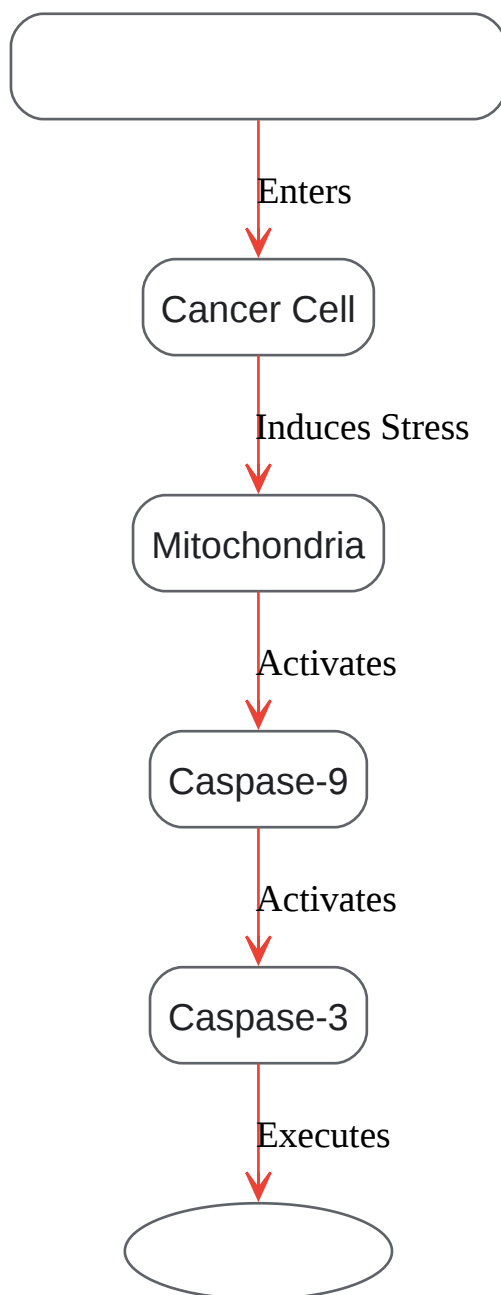 Enters
Cancer Cell
Induces Stress
Mitochondria
Activates
Caspase-9
Activates
Caspase-3
Executes